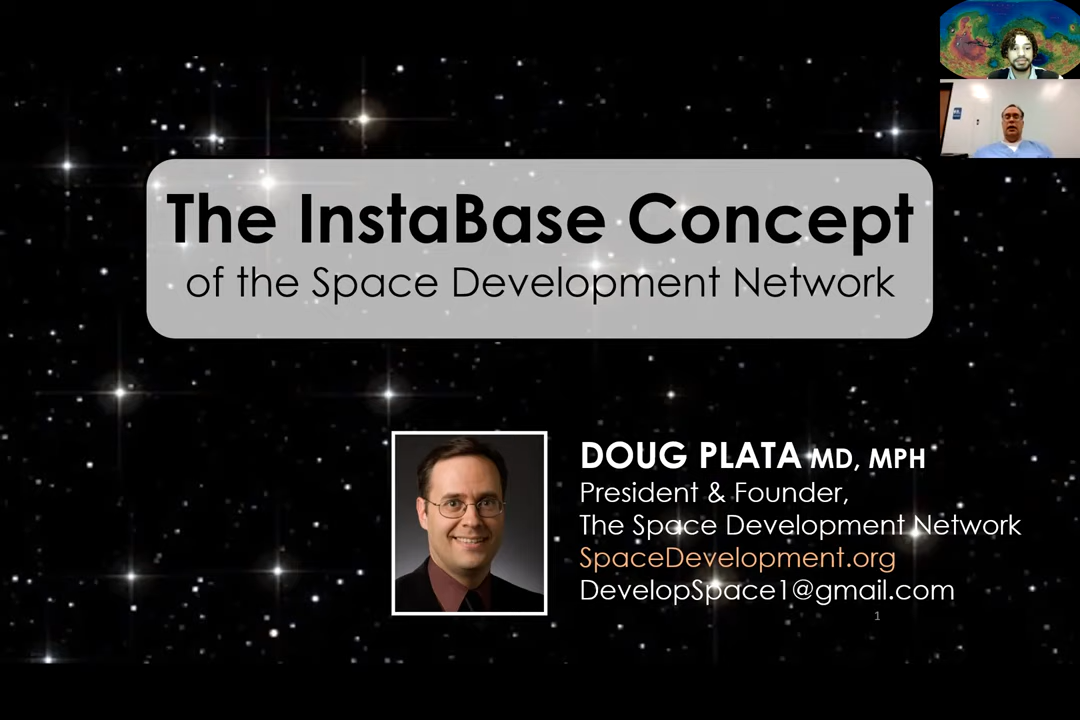 The InstaBase Concept
of the Space Development Network
DOUG PLATA MD, MPH
President & Founder,
The Space Development Network
SpaceDevelopment.org
DevelopSpace1@gmail.com
1